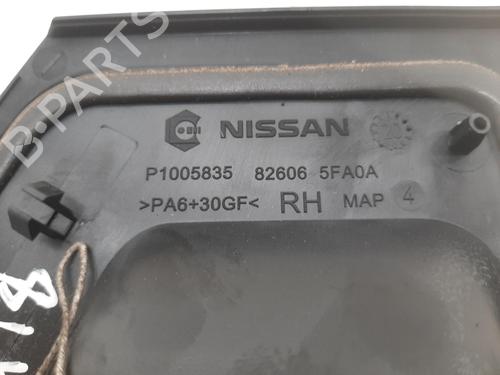 B-PARTS
NISSAN
P1005835 82606 5FA0A
>PA6+30GF< RH MAP 4